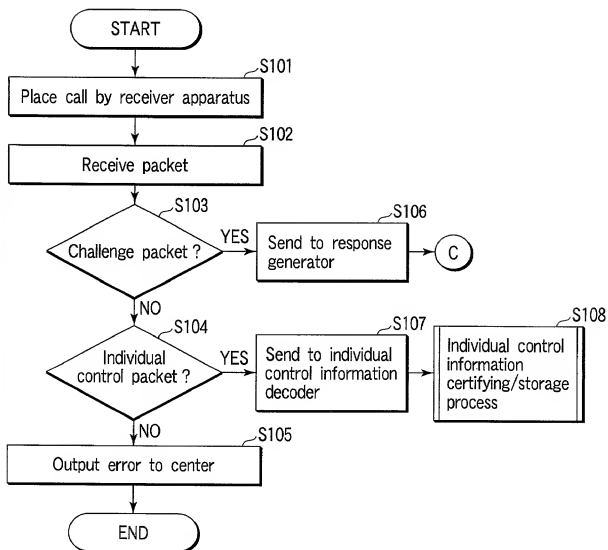 START
S101
Place call by receiver apparatus
S102
Receive packet
S103
Challenge packet ?
YES
S106
Send to response
generator
C
NO
S104
Individual
control packet ?
YES
S107
Send to individual
control information
decoder
S108
Individual control
information
certifying/storage
process
NO
S105
Output error to center
END